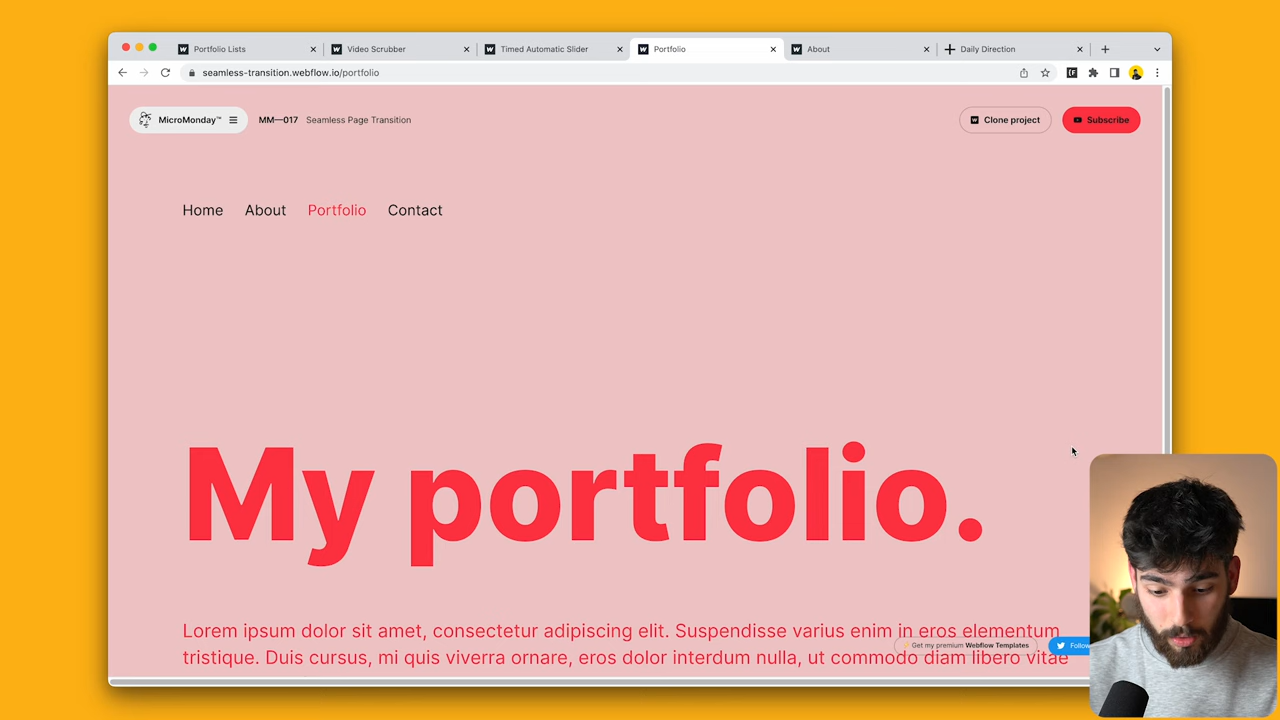 Portfolio Lists
Video Scrubber
Timed Automatic Slider
Portfolio
About
Daily Direction
seamless-transition.webflow.io/portfolio
MicroMonday™
MM—017 Seamless Page Transition
Clone project
Subscribe
Home About Portfolio Contact
My portfolio.
Lorem ipsum dolor sit amet, consectetur adipiscing elit. Suspendisse varius enim in eros elementum
tristique. Duis cursus, mi quis viverra ornare, eros dolor interdum nulla, ut commodo diam libero vitae
Get my premium Webflow Templates
Follow